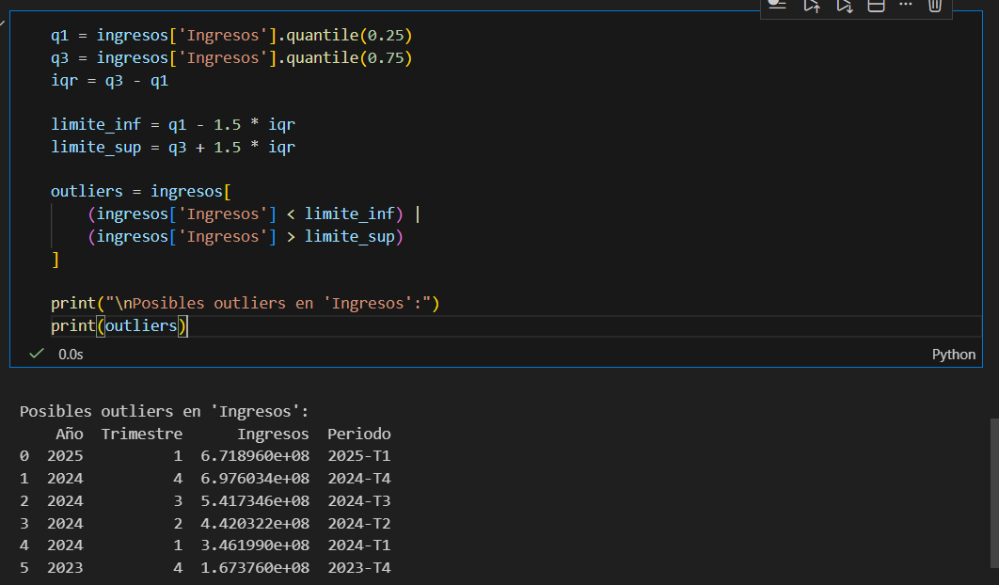 q1 = ingresos['Ingresos'].quantile(0.25)
q3 = ingresos['Ingresos'].quantile(0.75)
iqr = q3 - q1
limite_inf = q1 - 1.5 * iqr
limite_sup = q3 + 1.5 * iqr
outliers = ingresos[
    (ingresos['Ingresos'] < limite_inf) |
    (ingresos['Ingresos'] > limite_sup)
]
print("\nPosibles outliers en 'Ingresos':")
print(outliers)
0.0s Python
Posibles outliers en 'Ingresos':
    Año  Trimestre      Ingresos  Periodo
0  2025          1  6.718960e+08  2025-T1
1  2024          4  6.976034e+08  2024-T4
2  2024          3  5.417346e+08  2024-T3
3  2024          2  4.420322e+08  2024-T2
4  2024          1  3.461990e+08  2024-T1
5  2023          4  1.673760e+08  2023-T4